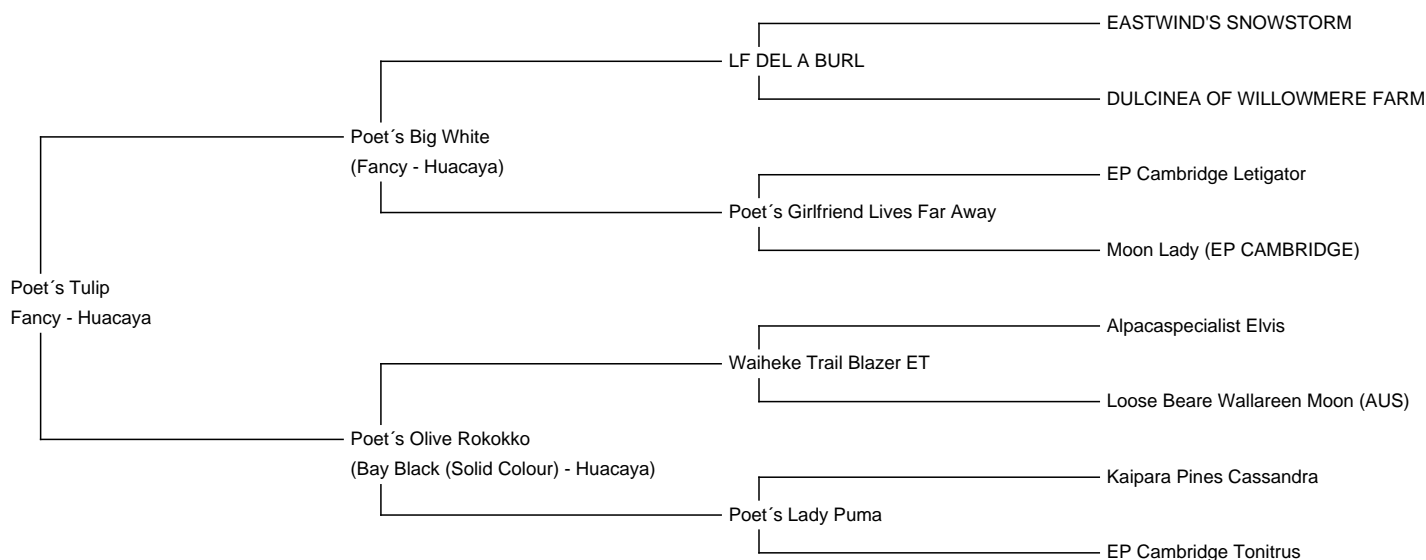 EASTWIND'S SNOWSTORM
LF DEL A BURL
DULCINEA OF WILLOWMERE FARM
Poet´s Big White
(Fancy - Huacaya)
EP Cambridge Letigator
Poet´s Girlfriend Lives Far Away
Moon Lady (EP CAMBRIDGE)
Poet´s Tulip
Fancy - Huacaya
Alpacaspecialist Elvis
Waiheke Trail Blazer ET
Loose Beare Wallareen Moon (AUS)
Poet´s Olive Rokokko
(Bay Black (Solid Colour) - Huacaya)
Kaipara Pines Cassandra
Poet´s Lady Puma
EP Cambridge Tonitrus